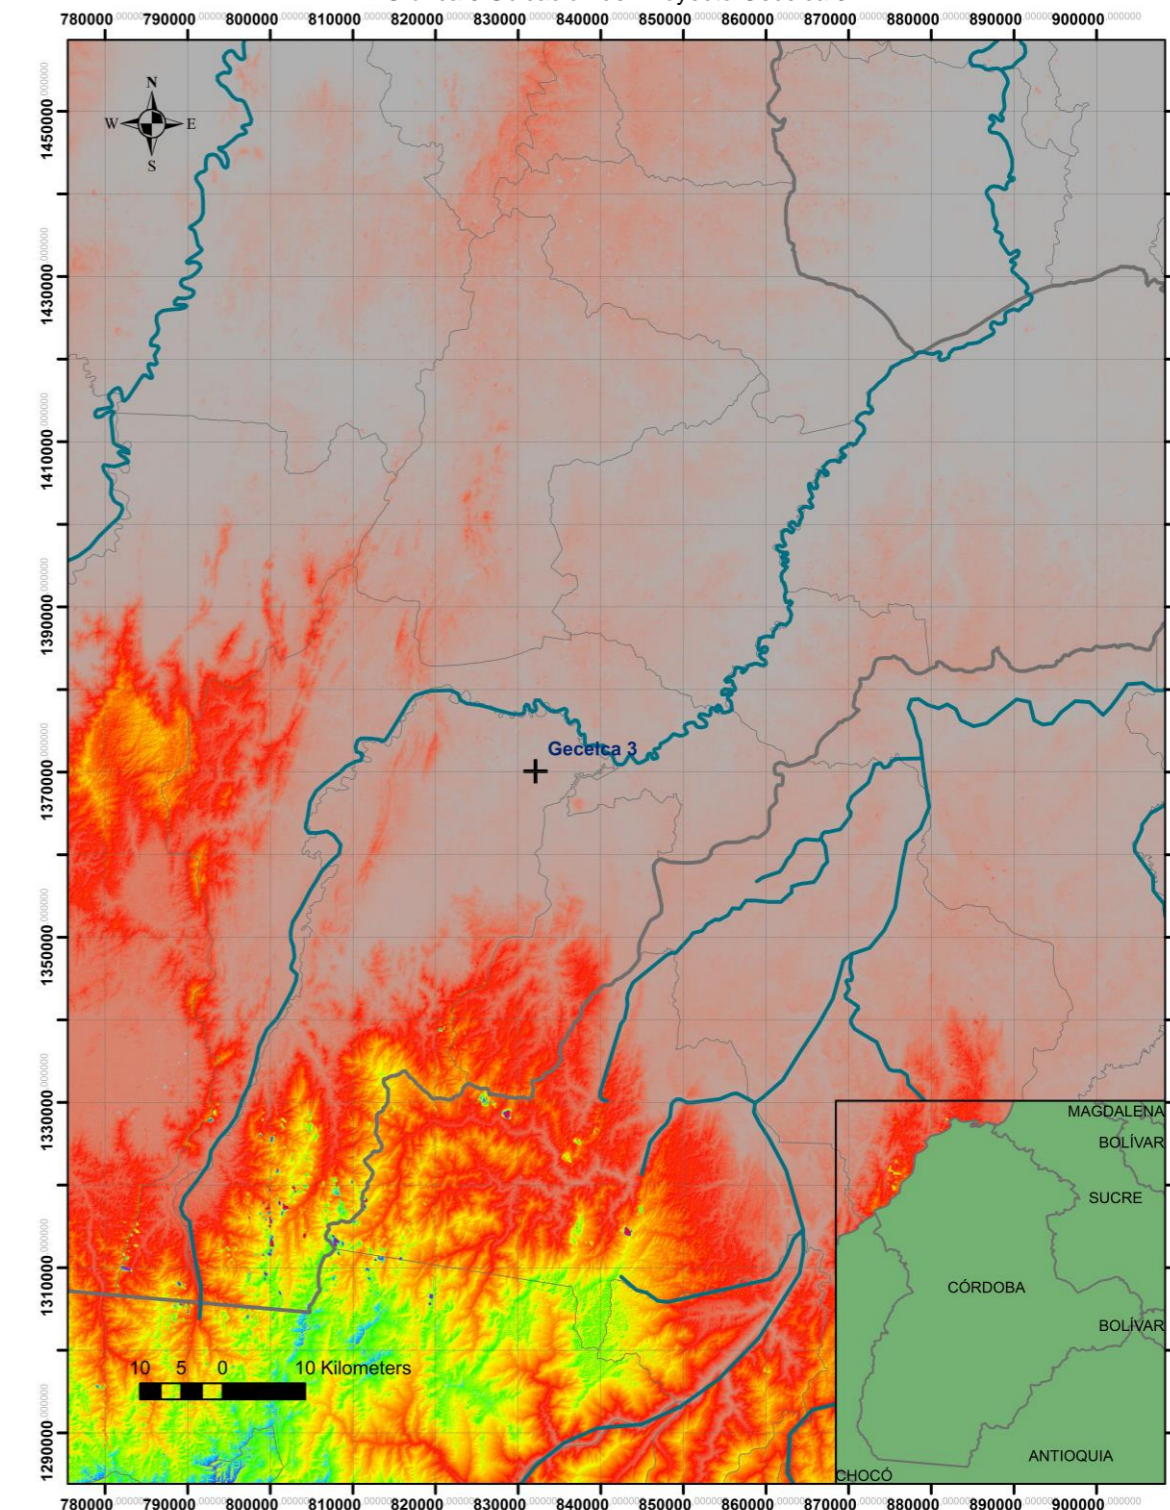 780000 790000 800000 810000 820000 830000 840000 850000 860000 870000 880000 890000 900000
1450000
1430000
1410000
1390000
1370000
1350000
1330000
1310000
1290000
N
W E
S
Gecelca 3
MAGDALENA
BOLÍVAR
SUCRE
CÓRDOBA
BOLÍVAR
ANTIOQUIA
CHOCÓ
10 5 0 10 Kilometers
780000 790000 800000 810000 820000 830000 840000 850000 860000 870000 880000 890000 900000